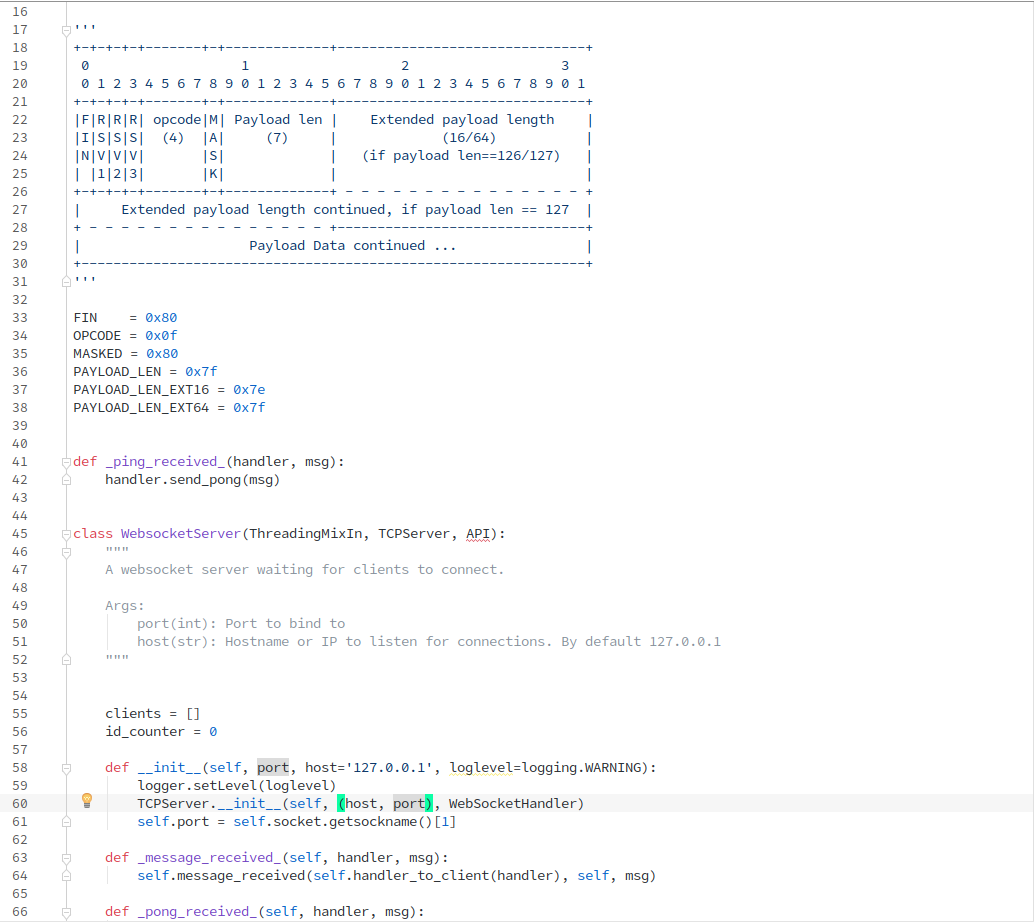 16
17 '''
18 +-+-+-+-+-------+-+-------------+-------------------------------+
19  0                   1                   2                   3
20  0 1 2 3 4 5 6 7 8 9 0 1 2 3 4 5 6 7 8 9 0 1 2 3 4 5 6 7 8 9 0 1
21 +-+-+-+-+-------+-+-------------+-------------------------------+
22 |F|R|R|R| opcode|M| Payload len |    Extended payload length    |
23 |I|S|S|S|  (4)  |A|     (7)     |             (16/64)           |
24 |N|V|V|V|       |S|             |   (if payload len==126/127)   |
25 | |1|2|3|       |K|             |                               |
26 +-+-+-+-+-------+-+-------------+ - - - - - - - - - - - - - - - +
27 |     Extended payload length continued, if payload len == 127  |
28 + - - - - - - - - - - - - - - - +-------------------------------+
29 |                     Payload Data continued ...                |
30 +---------------------------------------------------------------+
31 '''
32
33 FIN    = 0x80
34 OPCODE = 0x0f
35 MASKED = 0x80
36 PAYLOAD_LEN = 0x7f
37 PAYLOAD_LEN_EXT16 = 0x7e
38 PAYLOAD_LEN_EXT64 = 0x7f
39
40
41 def _ping_received_(handler, msg):
42     handler.send_pong(msg)
43
44
45 class WebsocketServer(ThreadingMixIn, TCPServer, API):
46     """
47     A websocket server waiting for clients to connect.
48
49     Args:
50         port(int): Port to bind to
51         host(str): Hostname or IP to listen for connections. By default 127.0.0.1
52     """
53
54
55     clients = []
56     id_counter = 0
57
58     def __init__(self, port, host='127.0.0.1', loglevel=logging.WARNING):
59         logger.setLevel(loglevel)
60         TCPServer.__init__(self, (host, port), WebSocketHandler)
61         self.port = self.socket.getsockname()[1]
62
63     def _message_received_(self, handler, msg):
64         self.message_received(self.handler_to_client(handler), self, msg)
65
66     def _pong_received_(self, handler, msg):